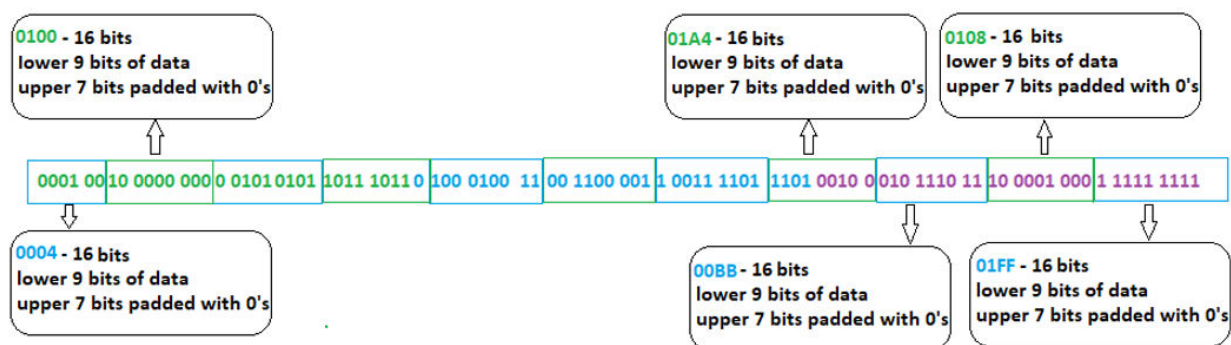 0100 - 16 bits
lower 9 bits of data
upper 7 bits padded with 0's
01A4 - 16 bits
lower 9 bits of data
upper 7 bits padded with 0's
0108 - 16 bits
lower 9 bits of data
upper 7 bits padded with 0's
0001 00 10 0000 000 0 0101 0101 1011 1011 0 100 0100 11 00 1100 001 1 0011 1101 1101 0010 0 010 1110 11 10 0001 000 1 1111 1111
0004 - 16 bits
lower 9 bits of data
upper 7 bits padded with 0's
00BB - 16 bits
lower 9 bits of data
upper 7 bits padded with 0's
01FF - 16 bits
lower 9 bits of data
upper 7 bits padded with 0's